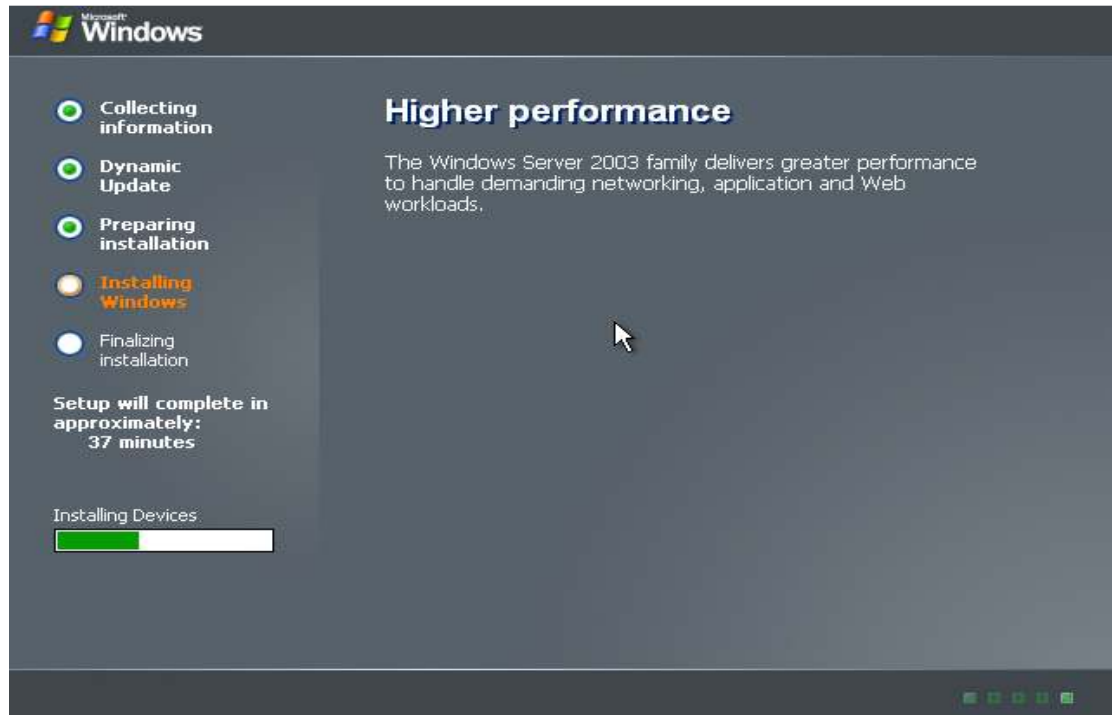 Microsoft
Windows
Collecting
information
Dynamic
Update
Preparing
installation
Installing
Windows
Finalizing
installation
Setup will complete in
approximately:
37 minutes
Installing Devices
Higher performance
The Windows Server 2003 family delivers greater performance
to handle demanding networking, application and Web
workloads.